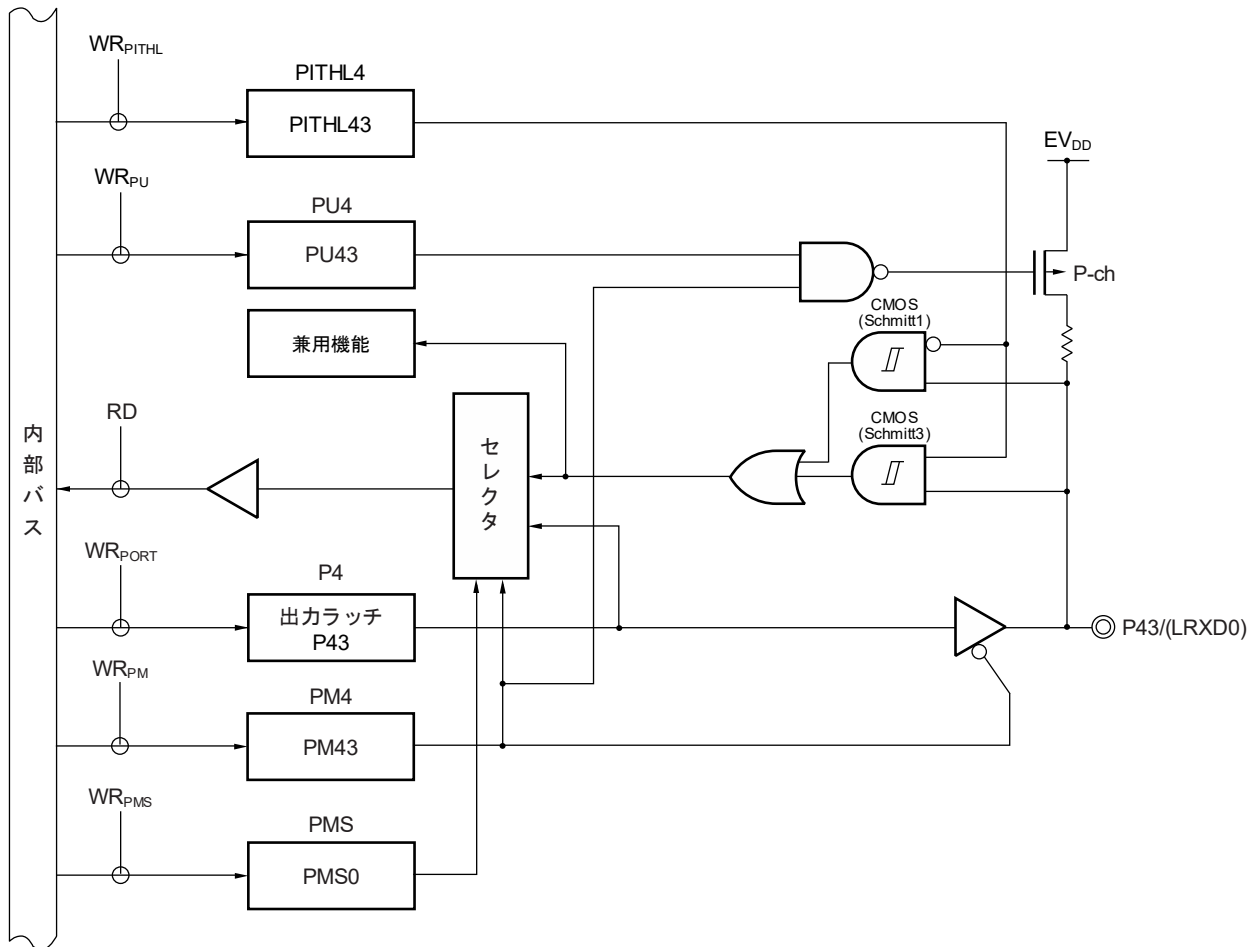 WRPITHL
PITHL4
PITHL43
EVDD
WRPU
PU4
PU43
P-ch
CMOS
(Schmitt1)
兼用機能
RD
内部バス
セレクタ
CMOS
(Schmitt3)
WRPORT
P4
出力ラッチ
P43
P43/(LRXD0)
WRPM
PM4
PM43
WRPMS
PMS
PMS0